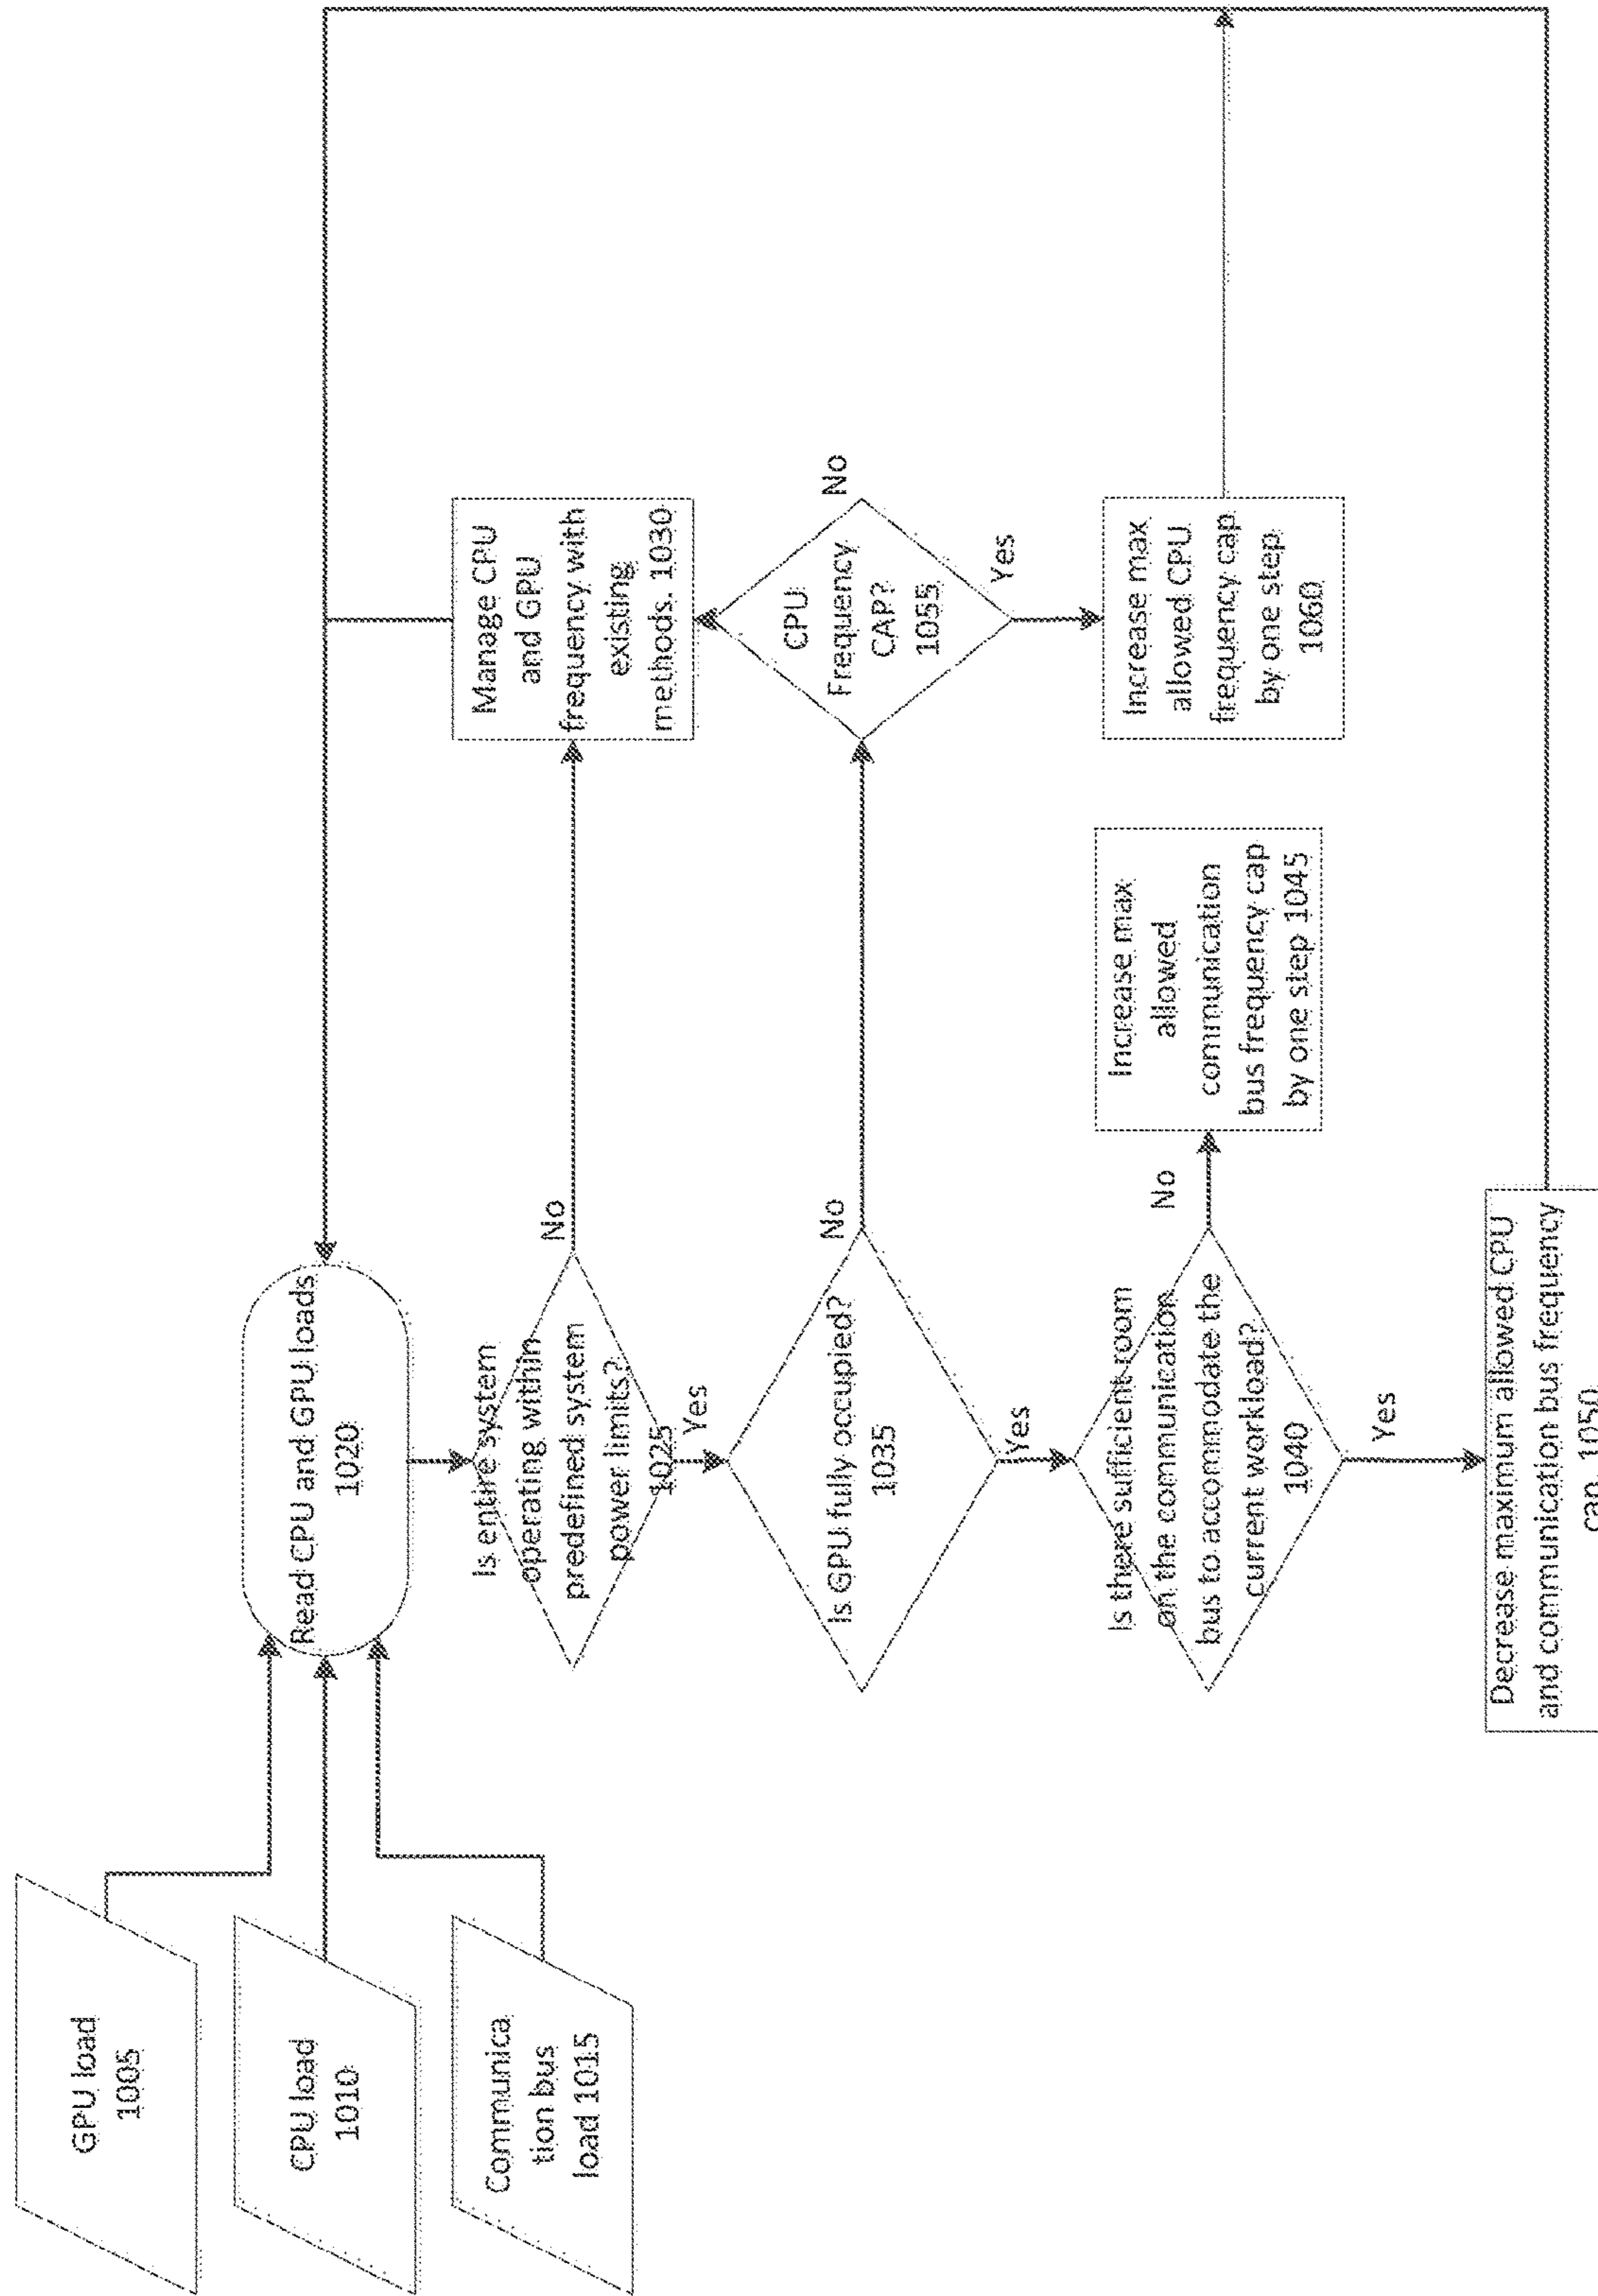 GPU load
1005
CPU load
1010
Communica
tion bus
load 1015
Read CPU and GPU loads
1020
Is entire system
operating within
predefined system
power limits?
1025
No
Yes
Manage CPU
and GPU
frequency with
existing
methods. 1030
Is GPU fully occupied?
1035
No
Yes
CPU
Frequency
CAP?
1055
No
Yes
Is there sufficient room
on the communication
bus to accommodate the
current workload?
1040
No
Yes
Increase max
allowed
communication
bus frequency cap
by one step 1045
Increase max
allowed CPU
frequency cap
by one step
1060
Decrease maximum allowed CPU
and communication bus frequency
cap. 1050